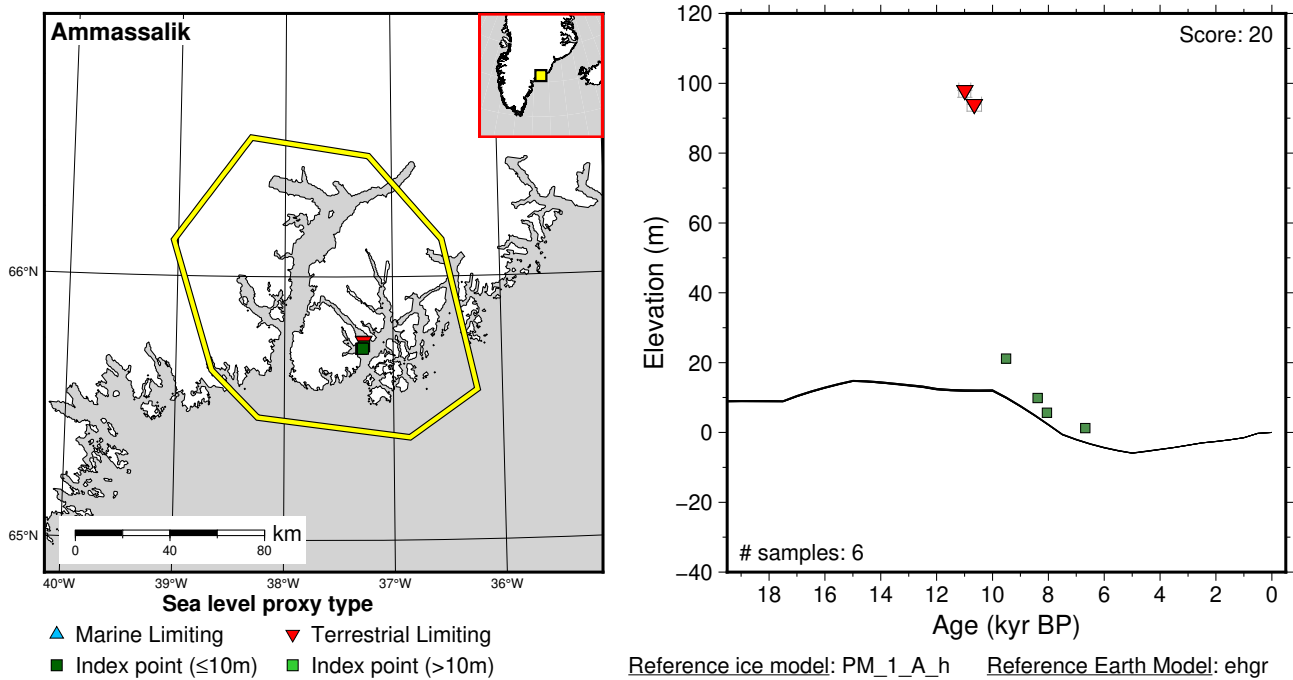 Ammassalik
66°N
65°N
km
0 40 80
40°W 39°W 38°W 37°W 36°W
Sea level proxy type
Marine Limiting
Terrestrial Limiting
Index point (≤10m)
Index point (>10m)
Score: 20
120
100
80
60
40
20
0
−20
−40
Elevation (m)
# samples: 6
18 16 14 12 10 8 6 4 2 0
Age (kyr BP)
Reference ice model: PM_1_A_h Reference Earth Model: ehgr